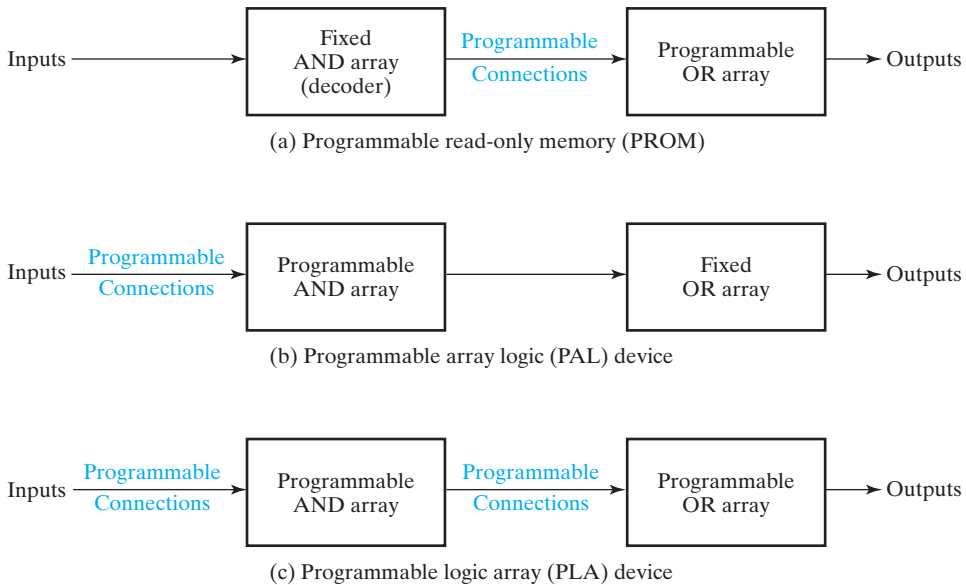 Inputs
Fixed
AND array
(decoder)
Programmable
Connections
Programmable
OR array
Outputs
(a) Programmable read-only memory (PROM)
Inputs
Programmable
Connections
Programmable
AND array
Fixed
OR array
Outputs
(b) Programmable array logic (PAL) device
Inputs
Programmable
Connections
Programmable
AND array
Programmable
Connections
Programmable
OR array
Outputs
(c) Programmable logic array (PLA) device